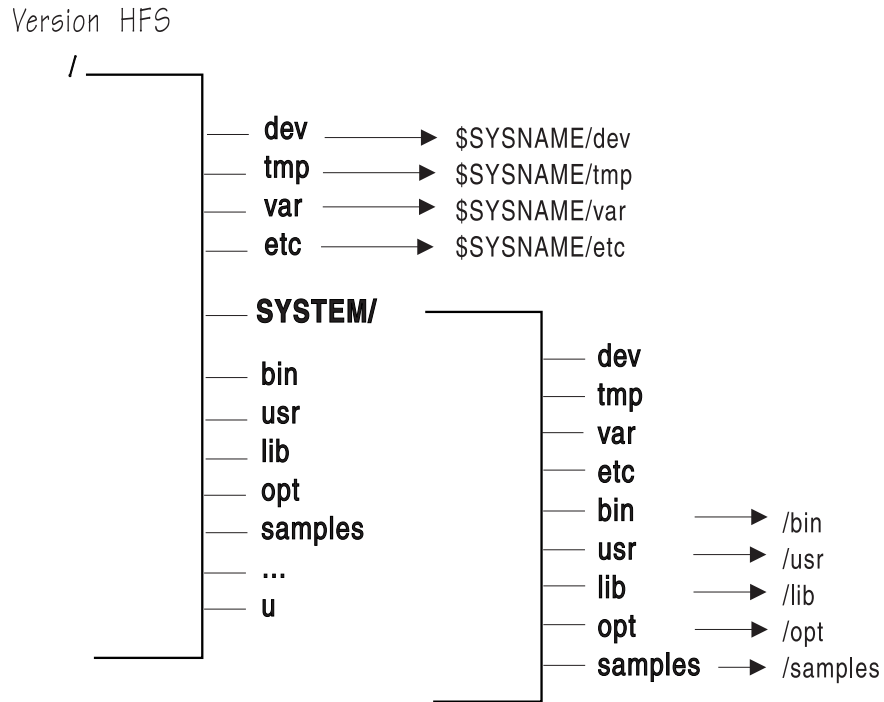 Version HFS
/
dev $SYSNAME/dev
tmp $SYSNAME/tmp
var $SYSNAME/var
etc $SYSNAME/etc
SYSTEM/
bin
usr
lib
opt
samples
...
u
dev
tmp
var
etc
bin /bin
usr /usr
lib /lib
opt /opt
samples /samples